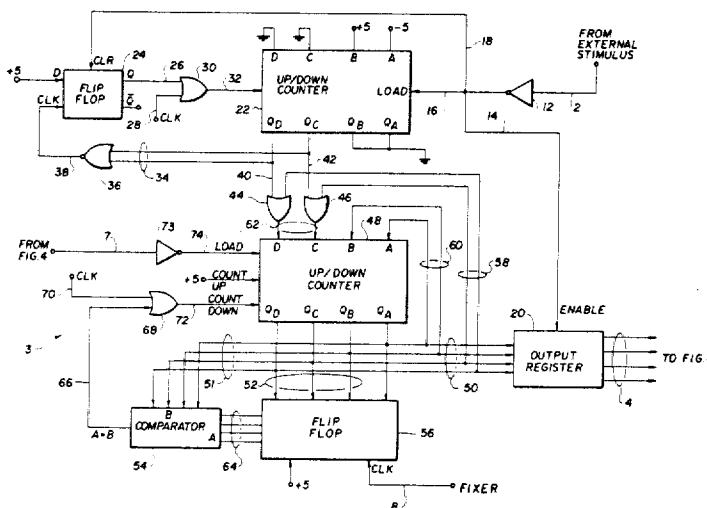 FROM
EXTERNAL
STIMULUS
+5 -5
24 CLR 18
+5 D Q 26 30 32 D C B A
FLIP
FLOP
UP/DOWN
COUNTER
LOAD
16 12 2
CLK Q̄ 28 CLK 22 QD QC QB QA 14
38 36 34 40 42
44 46
62 48
73
FROM
FIG.4
7 74 LOAD D C B A 60 58
UP/DOWN
COUNTER
CLK +5 COUNT
UP
70 COUNT
DOWN
68 72 QD QC QB QA 20 ENABLE
3 OUTPUT
REGISTER
TO FIG.
51 52 50 4
66
B
COMPARATOR
A
A=B 54 64
FLIP
FLOP
56
CLK
+5 8 FIXER